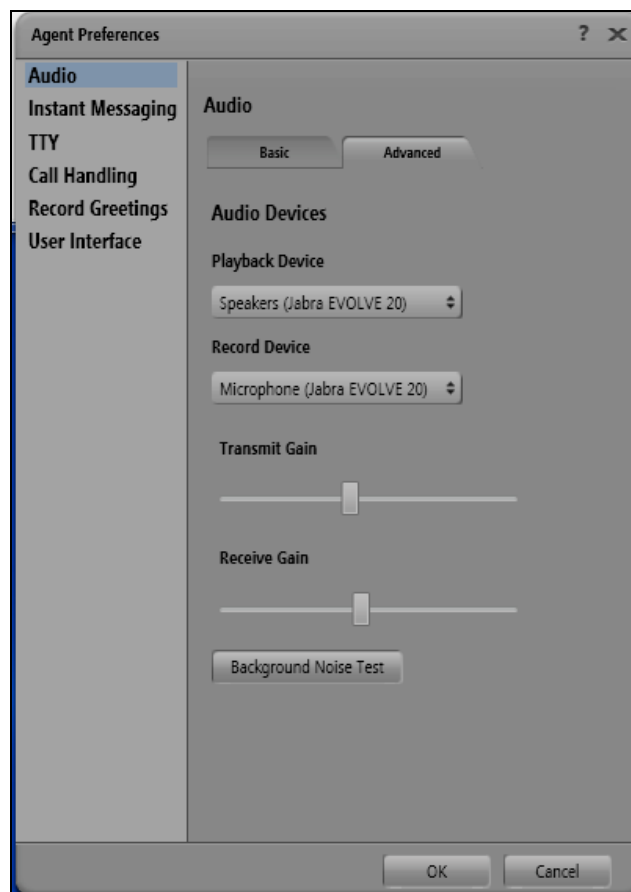 Agent Preferences
?
Audio
Instant Messaging
TTY
Call Handling
Record Greetings
User Interface
Audio
Basic
Advanced
Audio Devices
Playback Device
Speakers (Jabra EVOLVE 20)
Record Device
Microphone (Jabra EVOLVE 20)
Transmit Gain
Receive Gain
Background Noise Test
OK
Cancel